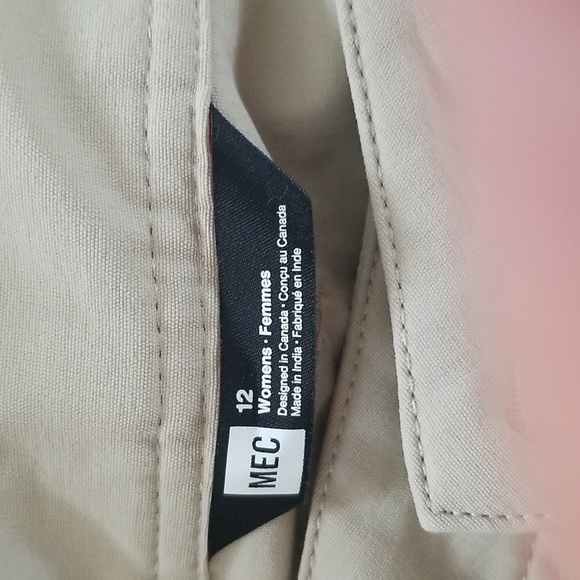 MEC
12
Womens · Femmes
Designed in Canada · Conçu au Canada
Made in India · Fabriqué en Inde